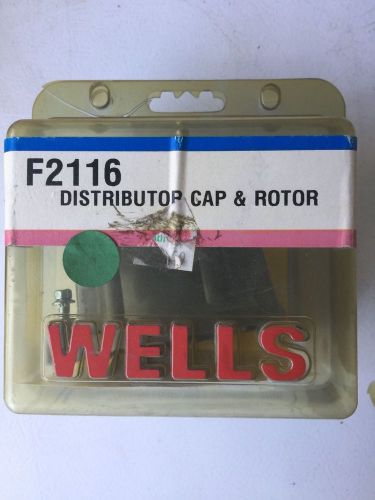 F2116
DISTRIBUTOR CAP & ROTOR
WELLS